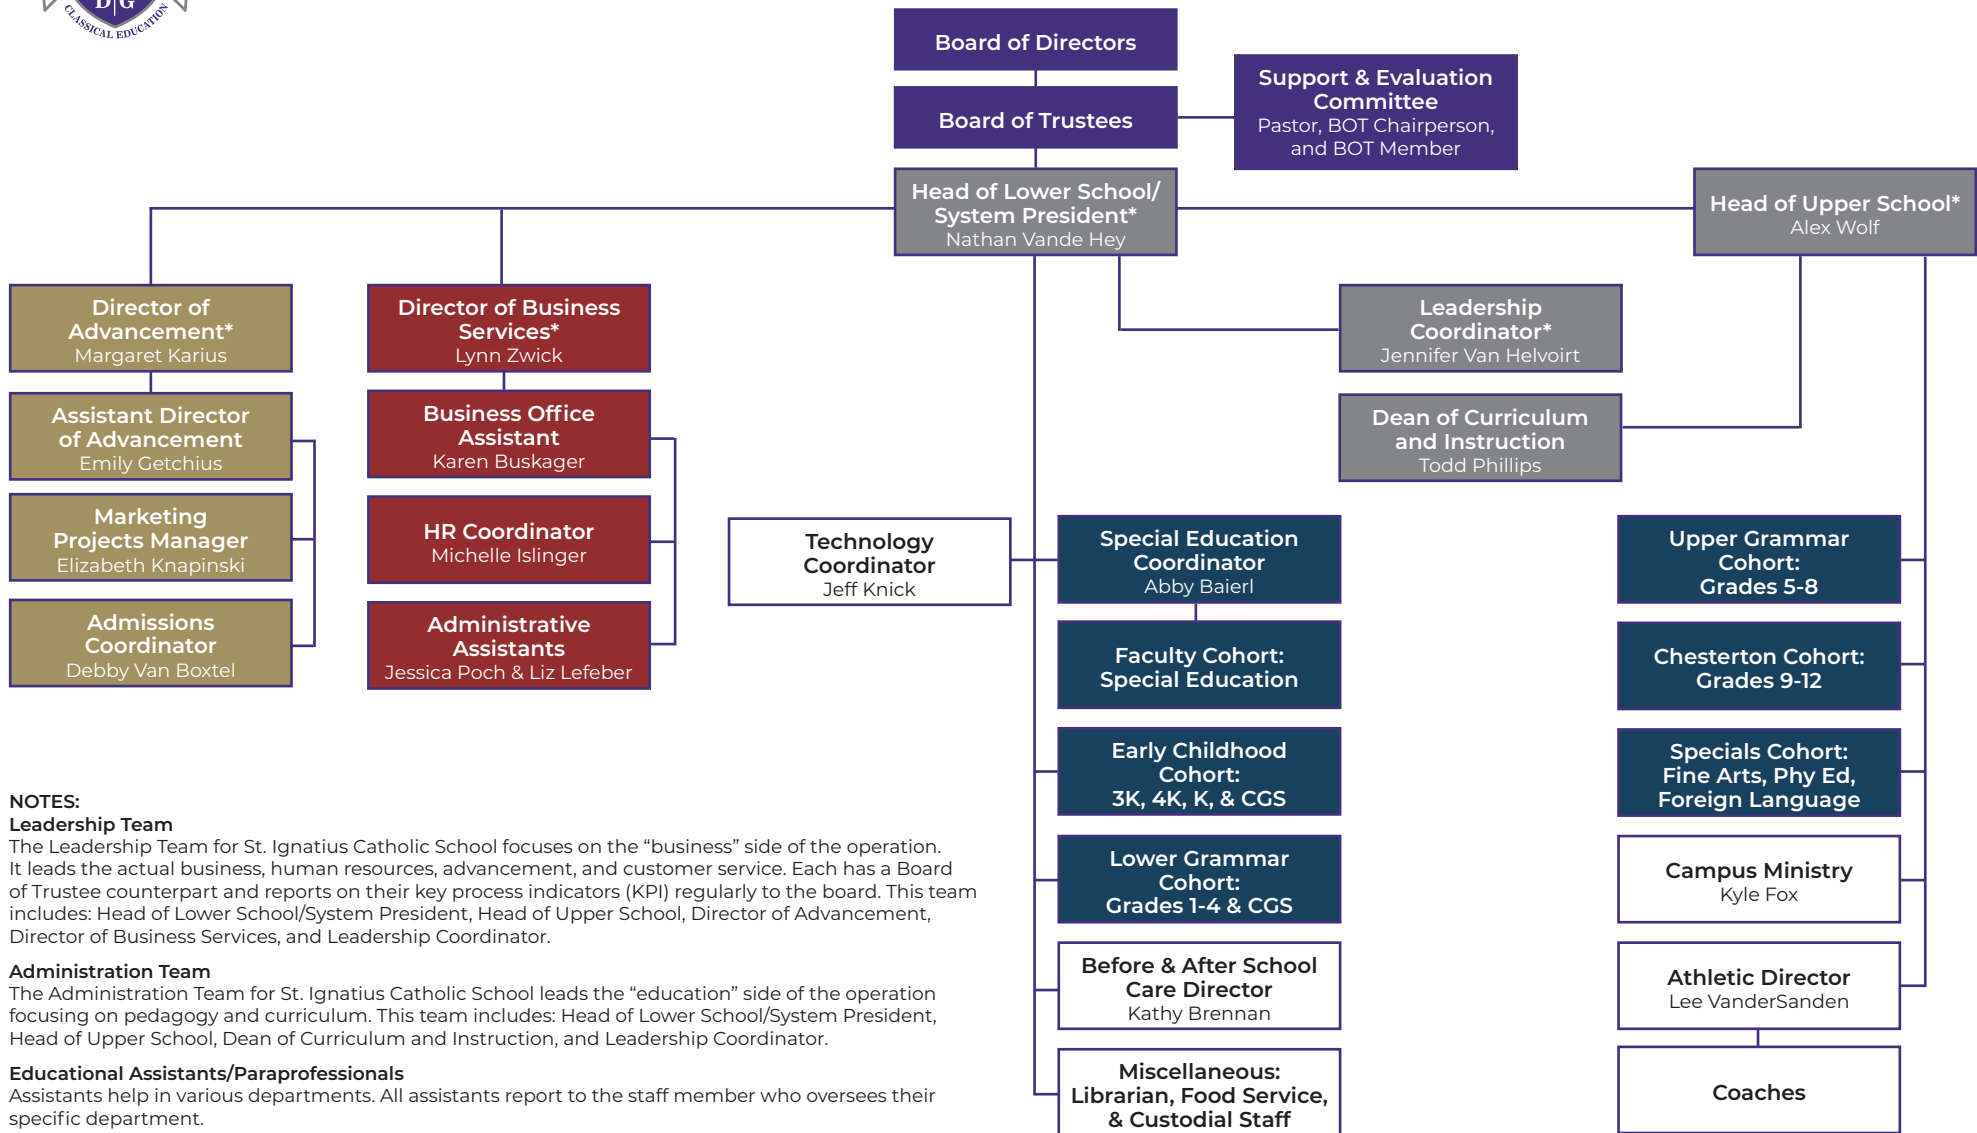 D|G
CLASSICAL EDUCATION
Board of Directors
Board of Trustees
Support & Evaluation
Committee
Pastor, BOT Chairperson,
and BOT Member
Head of Lower School/
System President*
Nathan Vande Hey
Head of Upper School*
Alex Wolf
Director of
Advancement*
Margaret Karius
Director of Business
Services*
Lynn Zwick
Leadership
Coordinator*
Jennifer Van Helvoirt
Assistant Director
of Advancement
Emily Getchius
Business Office
Assistant
Karen Buskager
Dean of Curriculum
and Instruction
Todd Phillips
Marketing
Projects Manager
Elizabeth Knapinski
HR Coordinator
Michelle Islinger
Technology
Coordinator
Jeff Knick
Special Education
Coordinator
Abby Baierl
Upper Grammar
Cohort:
Grades 5-8
Admissions
Coordinator
Debby Van Boxtel
Administrative
Assistants
Jessica Poch & Liz Lefeber
Faculty Cohort:
Special Education
Chesterton Cohort:
Grades 9-12
Early Childhood
Cohort:
3K, 4K, K, & CGS
Specials Cohort:
Fine Arts, Phy Ed,
Foreign Language
Lower Grammar
Cohort:
Grades 1-4 & CGS
Campus Ministry
Kyle Fox
Before & After School
Care Director
Kathy Brennan
Athletic Director
Lee VanderSanden
Miscellaneous:
Librarian, Food Service,
& Custodial Staff
Coaches
NOTES:
Leadership Team
The Leadership Team for St. Ignatius Catholic School focuses on the “business” side of the operation.
It leads the actual business, human resources, advancement, and customer service. Each has a Board
of Trustee counterpart and reports on their key process indicators (KPI) regularly to the board. This team
includes: Head of Lower School/System President, Head of Upper School, Director of Advancement,
Director of Business Services, and Leadership Coordinator.
Administration Team
The Administration Team for St. Ignatius Catholic School leads the “education” side of the operation
focusing on pedagogy and curriculum. This team includes: Head of Lower School/System President,
Head of Upper School, Dean of Curriculum and Instruction, and Leadership Coordinator.
Educational Assistants/Paraprofessionals
Assistants help in various departments. All assistants report to the staff member who oversees their
specific department.